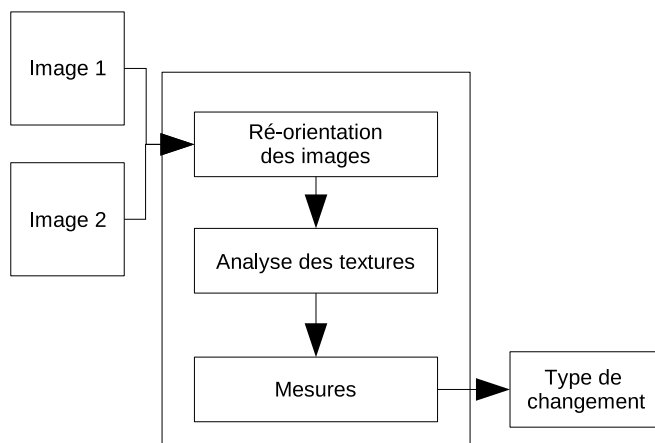 Image 1
Ré-orientation
des images
Image 2
Analyse des textures
Mesures
Type de
changement